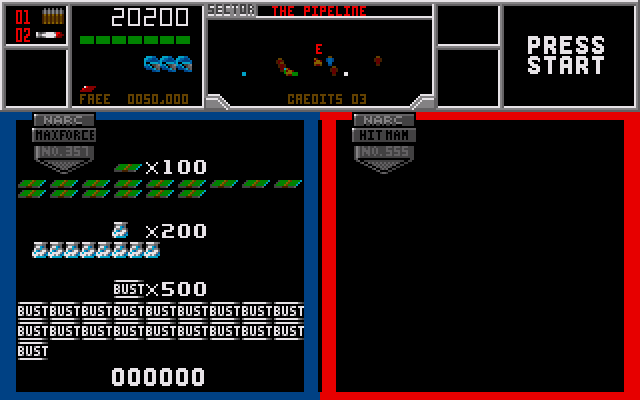 01
02
20200
FREE 0050,000
SECTOR THE PIPELINE
E
CREDITS 03
PRESS
START
NARC
MAXFORCE
NO.357
×100
×200
BUST×500
BUST BUST BUST BUST BUST BUST BUST BUST BUST
BUST BUST BUST BUST BUST BUST BUST BUST BUST
BUST
000000
NARC
HITMAN
NO.555